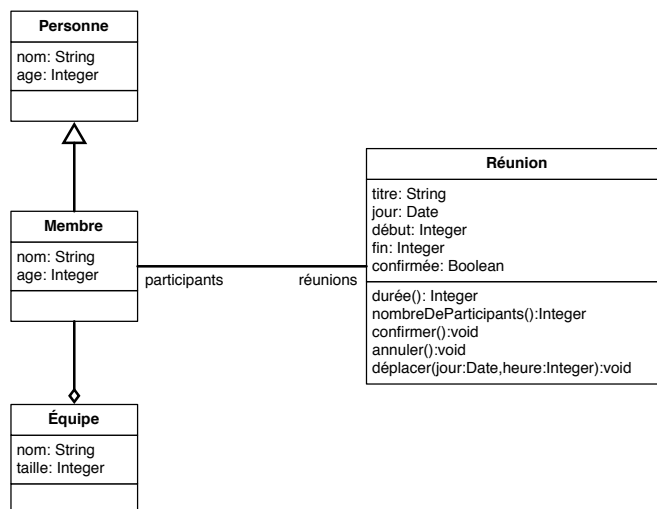 Personne
nom: String
age: Integer
Membre
nom: String
age: Integer
participants
réunions
Réunion
titre: String
jour: Date
début: Integer
fin: Integer
confirmée: Boolean
durée(): Integer
nombreDeParticipants():Integer
confirmer():void
annuler():void
déplacer(jour:Date,heure:Integer):void
Équipe
nom: String
taille: Integer